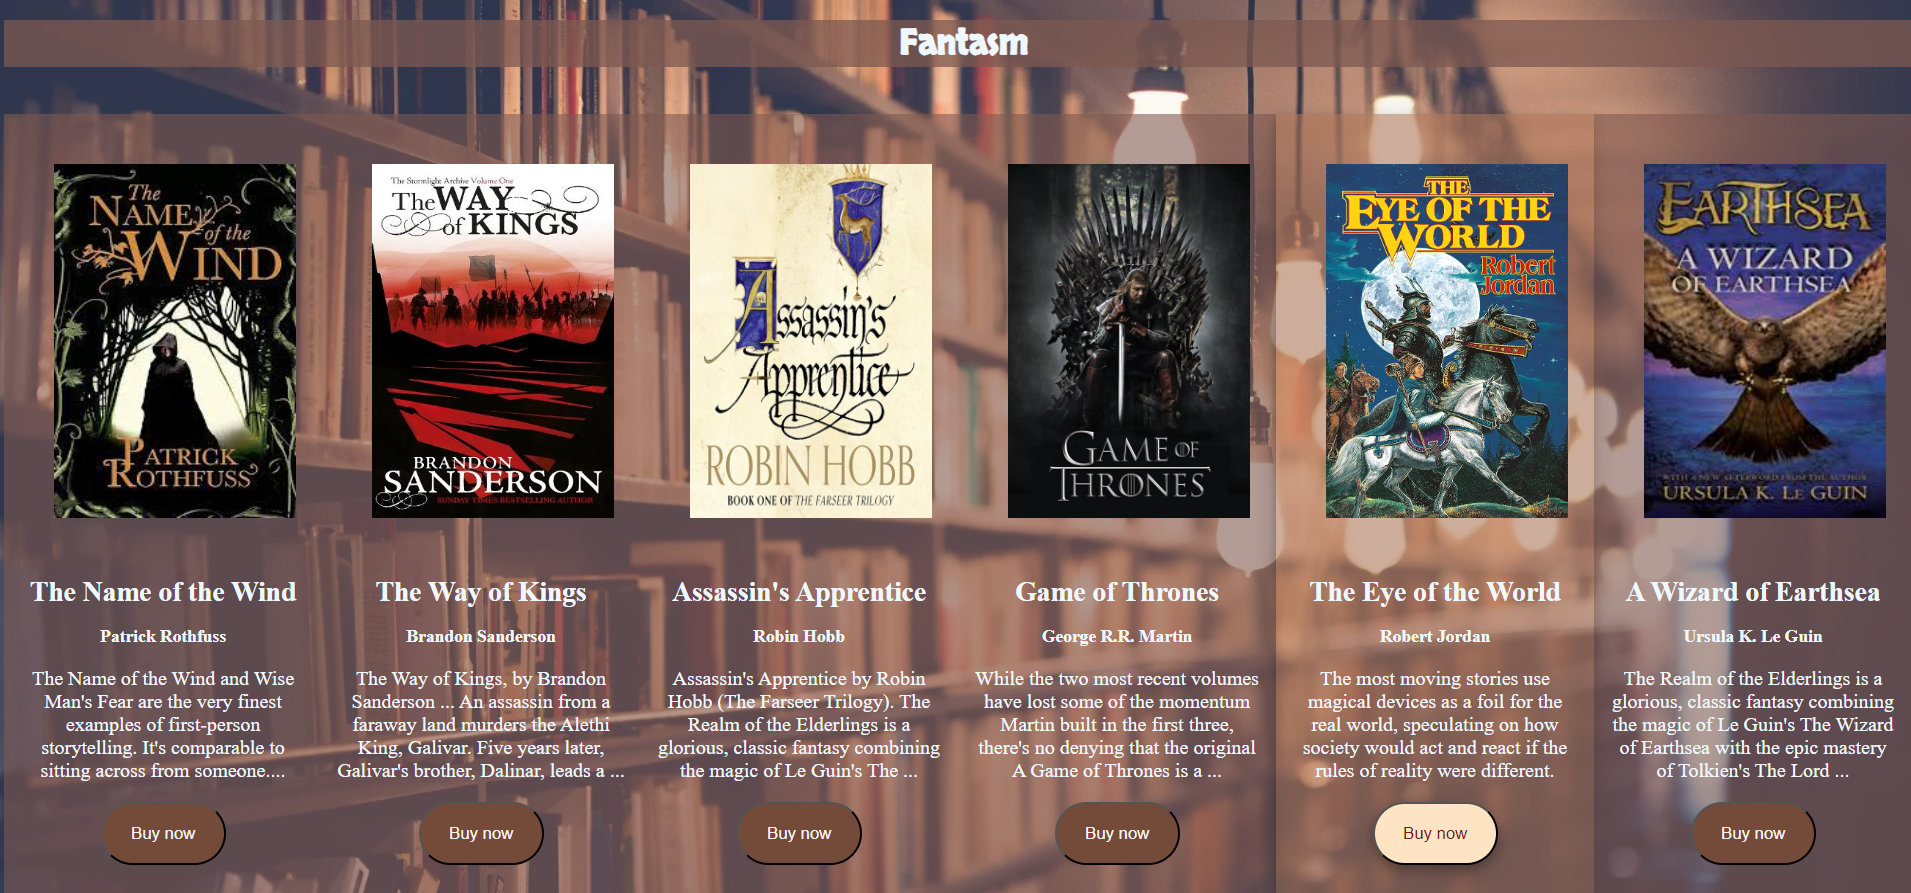 Fantasm
The
NAME
of the
WIND
PATRICK
ROTHFUSS
The Stormlight Archive Volume One
The WAY
of KINGS
BRANDON
SANDERSON
SUNDAY TIMES BESTSELLING AUTHOR
Assassin's
Apprentice
ROBIN HOBB
BOOK ONE OF THE FARSEER TRILOGY
GAME OF
THRONES
THE
EYE OF THE
WORLD
Robert
Jordan
EARTHSEA
A WIZARD
OF EARTHSEA
WITH A NEW AFTERWORD FROM THE AUTHOR
URSULA K. LE GUIN
The Name of the Wind
Patrick Rothfuss
The Name of the Wind and Wise
Man's Fear are the very finest
examples of first-person
storytelling. It's comparable to
sitting across from someone....
Buy now
The Way of Kings
Brandon Sanderson
The Way of Kings, by Brandon
Sanderson ... An assassin from a
faraway land murders the Alethi
King, Galivar. Five years later,
Galivar's brother, Dalinar, leads a ...
Buy now
Assassin's Apprentice
Robin Hobb
Assassin's Apprentice by Robin
Hobb (The Farseer Trilogy). The
Realm of the Elderlings is a
glorious, classic fantasy combining
the magic of Le Guin's The ...
Buy now
Game of Thrones
George R.R. Martin
While the two most recent volumes
have lost some of the momentum
Martin built in the first three,
there's no denying that the original
A Game of Thrones is a ...
Buy now
The Eye of the World
Robert Jordan
The most moving stories use
magical devices as a foil for the
real world, speculating on how
society would act and react if the
rules of reality were different.
Buy now
A Wizard of Earthsea
Ursula K. Le Guin
The Realm of the Elderlings is a
glorious, classic fantasy combining
the magic of Le Guin's The Wizard
of Earthsea with the epic mastery
of Tolkien's The Lord ...
Buy now